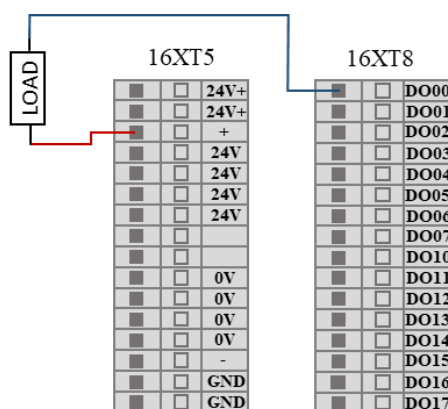 LOAD
16XT5
24V+
24V+
+
24V
24V
24V
24V
0V
0V
0V
0V
-
GND
GND
16XT8
DO00
DO01
DO02
DO03
DO04
DO05
DO06
DO07
DO10
DO11
DO12
DO13
DO14
DO15
DO16
DO17